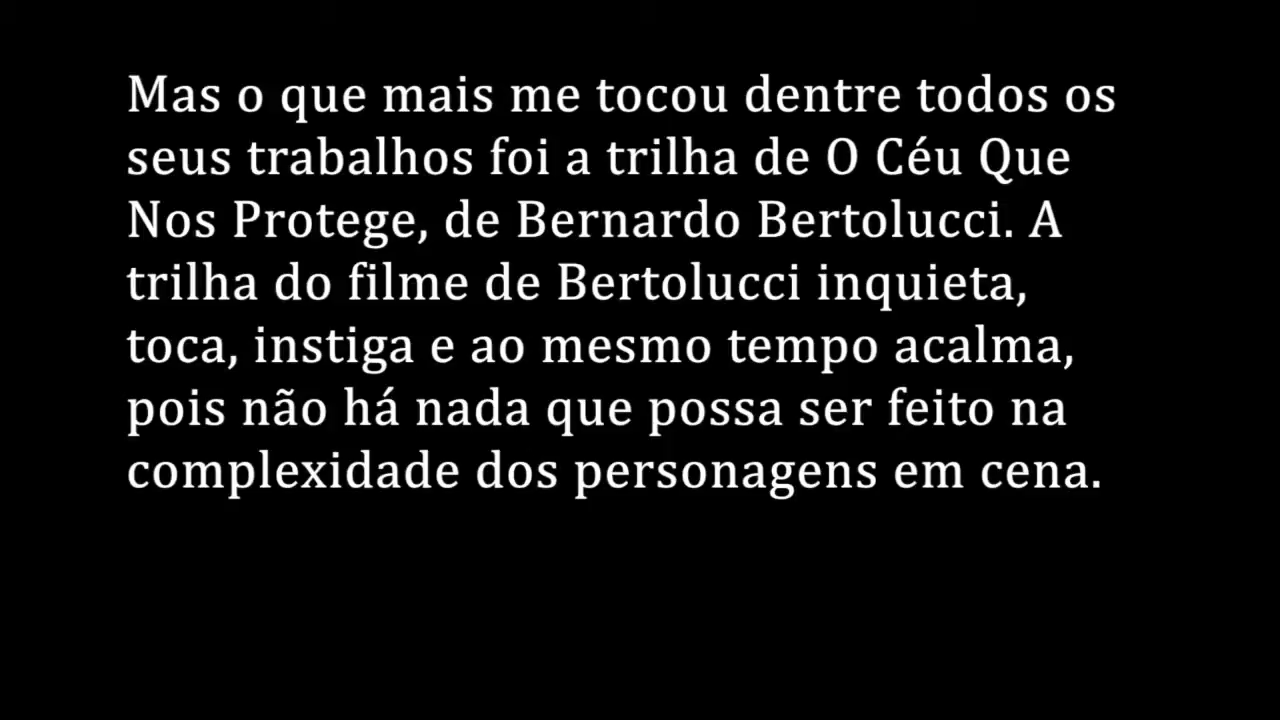 Mas o que mais me tocou dentre todos os
seus trabalhos foi a trilha de O Céu Que
Nos Protege, de Bernardo Bertolucci. A
trilha do filme de Bertolucci inquieta,
toca, instiga e ao mesmo tempo acalma,
pois não há nada que possa ser feito na
complexidade dos personagens em cena.